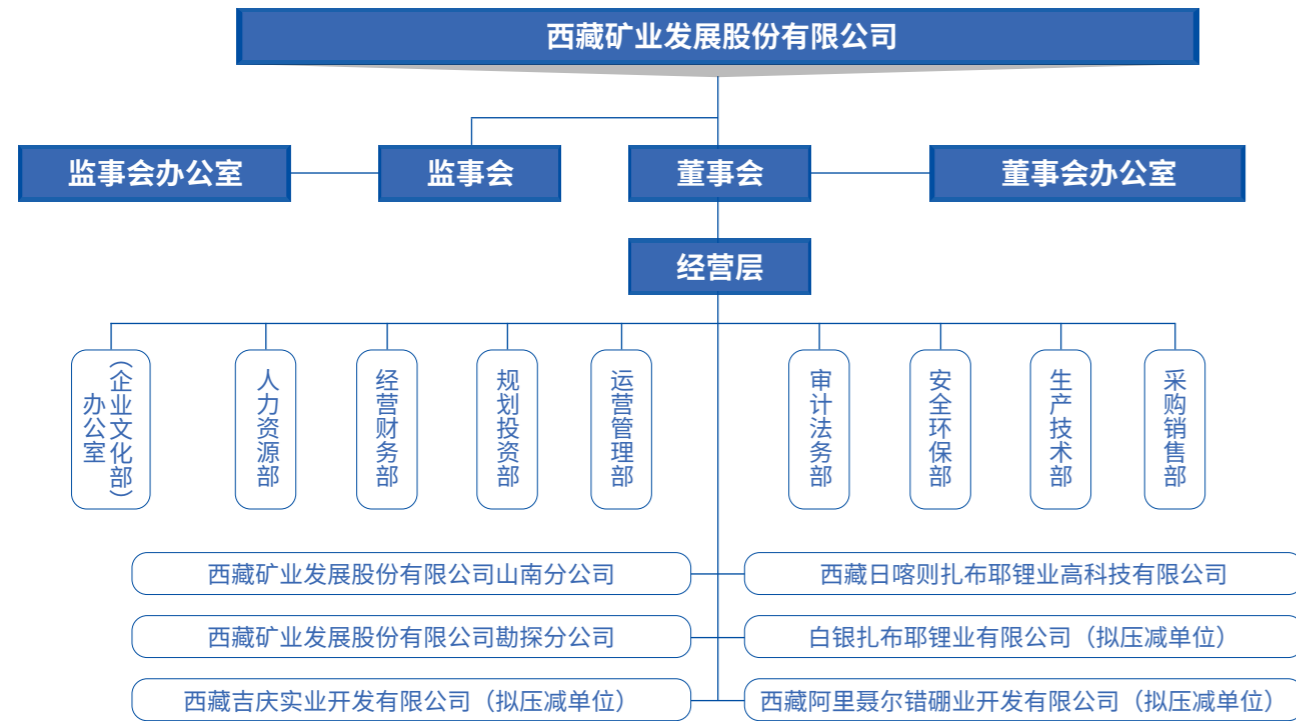 西藏矿业发展股份有限公司
监事会办公室
监事会
董事会
董事会办公室
经营层
办公室
（企业文化部）
人力资源部
经营财务部
规划投资部
运营管理部
审计法务部
安全环保部
生产技术部
采购销售部
西藏矿业发展股份有限公司山南分公司
西藏日喀则扎布耶锂业高科技有限公司
西藏矿业发展股份有限公司勘探分公司
白银扎布耶锂业有限公司（拟压减单位）
西藏吉庆实业开发有限公司（拟压减单位）
西藏阿里聂尔错硼业开发有限公司（拟压减单位）